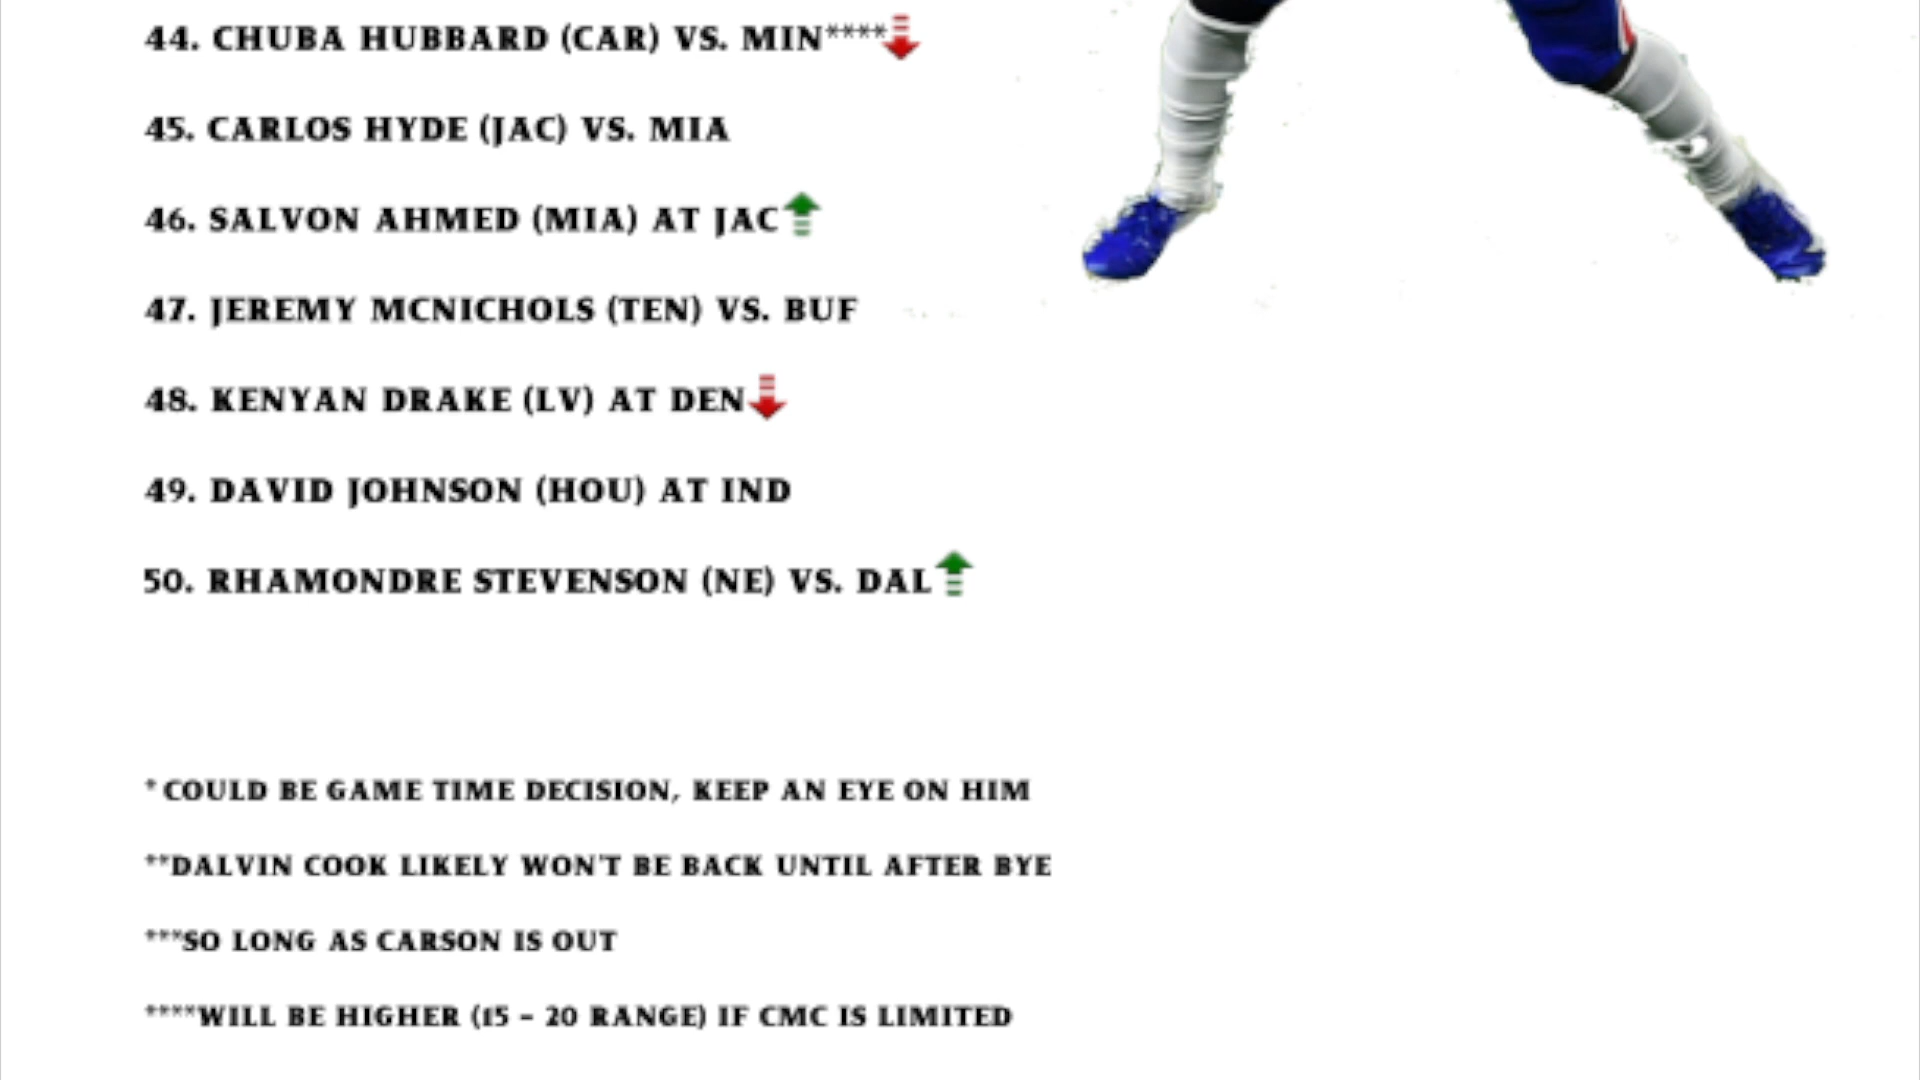 44. CHUBA HUBBARD (CAR) VS. MIN****
45. CARLOS HYDE (JAC) VS. MIA
46. SALVON AHMED (MIA) AT JAC
47. JEREMY MCNICHOLS (TEN) VS. BUF
48. KENYAN DRAKE (LV) AT DEN
49. DAVID JOHNSON (HOU) AT IND
50. RHAMONDRE STEVENSON (NE) VS. DAL
* COULD BE GAME TIME DECISION, KEEP AN EYE ON HIM
**DALVIN COOK LIKELY WON'T BE BACK UNTIL AFTER BYE
***SO LONG AS CARSON IS OUT
****WILL BE HIGHER (15 - 20 RANGE) IF CMC IS LIMITED